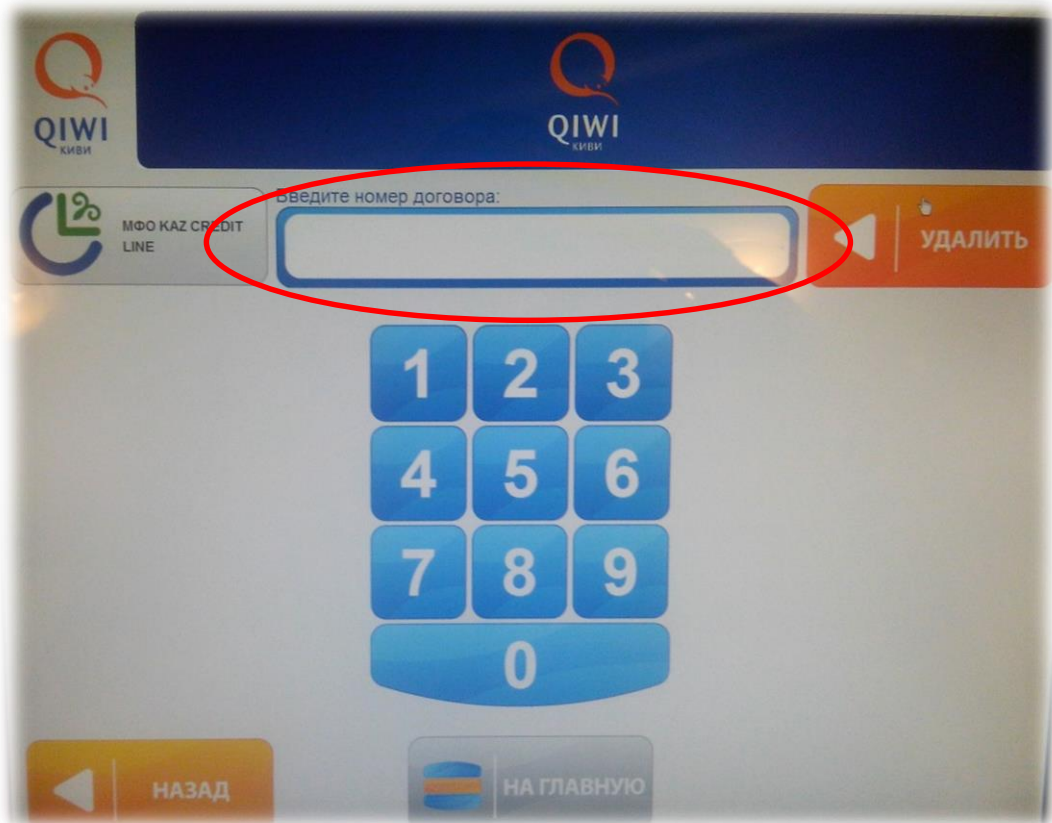 QIWI
КИВИ
QIWI
КИВИ
МФО KAZ CREDIT
LINE
Введите номер договора:
УДАЛИТЬ
1 2 3
4 5 6
7 8 9
0
НАЗАД
НА ГЛАВНУЮ